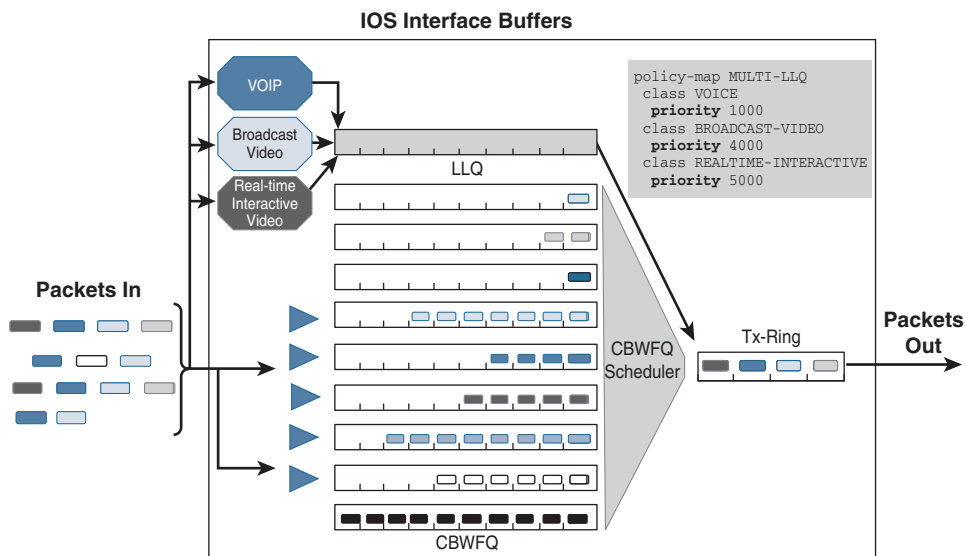 IOS Interface Buffers
VOIP
Broadcast
Video
Real-time
Interactive
Video
LLQ
policy-map MULTI-LLQ
class VOICE
priority 1000
class BROADCAST-VIDEO
priority 4000
class REALTIME-INTERACTIVE
priority 5000
Packets In
CBWFQ
Scheduler
Tx-Ring
Packets
Out
CBWFQ